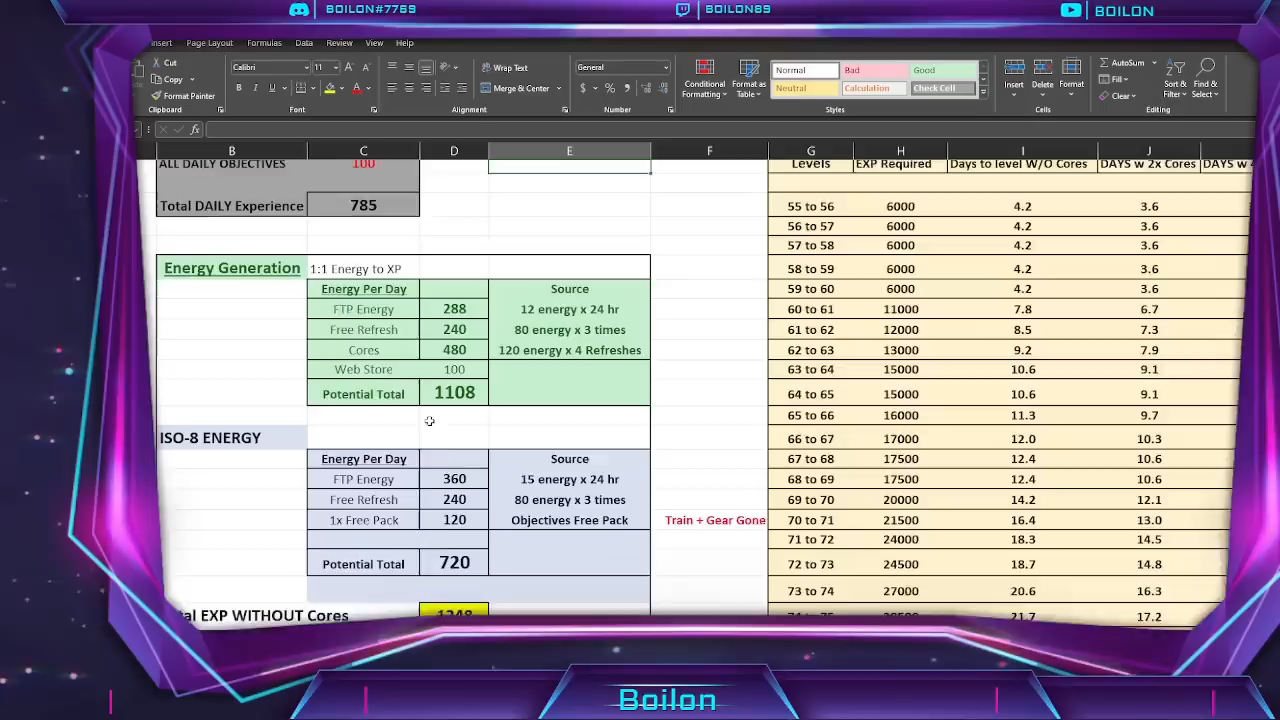 BOILON#7769 BOILON89 BOILON
Insert Page Layout Formulas Data Review View Help
Cut
Copy
Format Painter
Calibri 11
B I U
Wrap Text
Merge & Center
General
$ %
Conditional Formatting
Format as Table
Normal Bad Good
Neutral Calculation Check Cell
Insert Delete Format
AutoSum
Fill
Clear
Sort & Filter
Find & Select
Clipboard Font Alignment Number Styles Cells Editing
fx
B C D E F G H I J
ALL DAILY OBJECTIVES 100
Levels EXP Required Days to level W/O Cores DAYS w 2x Cores DAYS w
Total DAILY Experience 785
55 to 56 6000 4.2 3.6
56 to 57 6000 4.2 3.6
57 to 58 6000 4.2 3.6
Energy Generation 1:1 Energy to XP
58 to 59 6000 4.2 3.6
Energy Per Day Source
59 to 60 6000 4.2 3.6
FTP Energy 288 12 energy x 24 hr
60 to 61 11000 7.8 6.7
Free Refresh 240 80 energy x 3 times
61 to 62 12000 8.5 7.3
Cores 480 120 energy x 4 Refreshes
62 to 63 13000 9.2 7.9
Web Store 100
63 to 64 15000 10.6 9.1
Potential Total 1108
64 to 65 15000 10.6 9.1
65 to 66 16000 11.3 9.7
ISO-8 ENERGY
66 to 67 17000 12.0 10.3
Energy Per Day Source
67 to 68 17500 12.4 10.6
FTP Energy 360 15 energy x 24 hr
68 to 69 17500 12.4 10.6
Free Refresh 240 80 energy x 3 times
69 to 70 20000 14.2 12.1
1x Free Pack 120 Objectives Free Pack Train + Gear Gone
70 to 71 21500 16.4 13.0
71 to 72 24000 18.3 14.5
Potential Total 720
72 to 73 24500 18.7 14.8
73 to 74 27000 20.6 16.3
al EXP WITHOUT Cores 1248
21.7 17.2
Boilon